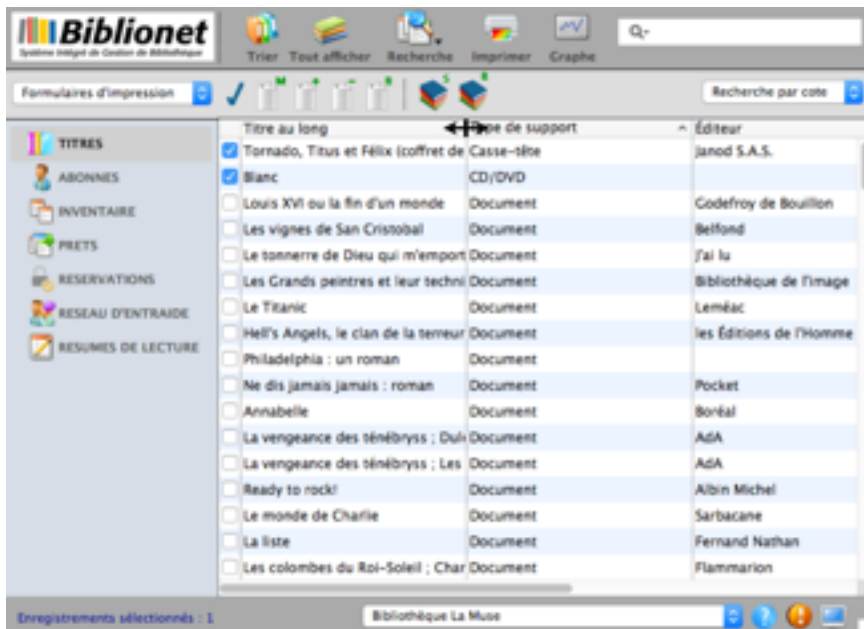 Biblionet
Système Intégré de Gestion de Bibliothèque
Trier Tout afficher Recherche Imprimer Graphe
Formulaires d'impression
Recherche par cote
TITRES
ABONNES
INVENTAIRE
PRETS
RESERVATIONS
RESEAU D'ENTRAIDE
RESUMES DE LECTURE
Titre au long pe de support Éditeur
Tornado, Titus et Félix (coffret de Casse-tête Janod S.A.S.
Blanc CD/DVD
Louis XVI ou la fin d'un monde Document Godefroy de Bouillon
Les vignes de San Cristobal Document Belfond
Le tonnerre de Dieu qui m'emport Document J'ai lu
Les Grands peintres et leur techni Document Bibliothèque de l'image
Le Titanic Document Leméac
Hell's Angels, le clan de la terreur Document les Éditions de l'Homme
Philadelphia : un roman Document
Ne dis jamais jamais : roman Document Pocket
Annabelle Document Boréal
La vengeance des ténébryss ; Dul Document AdA
La vengeance des ténébryss ; Les Document AdA
Ready to rock! Document Albin Michel
Le monde de Charlie Document Sarbacane
La liste Document Fernand Nathan
Les colombes du Roi-Soleil ; Char Document Flammarion
Enregistrements sélectionnés : 1
Bibliothèque La Muse